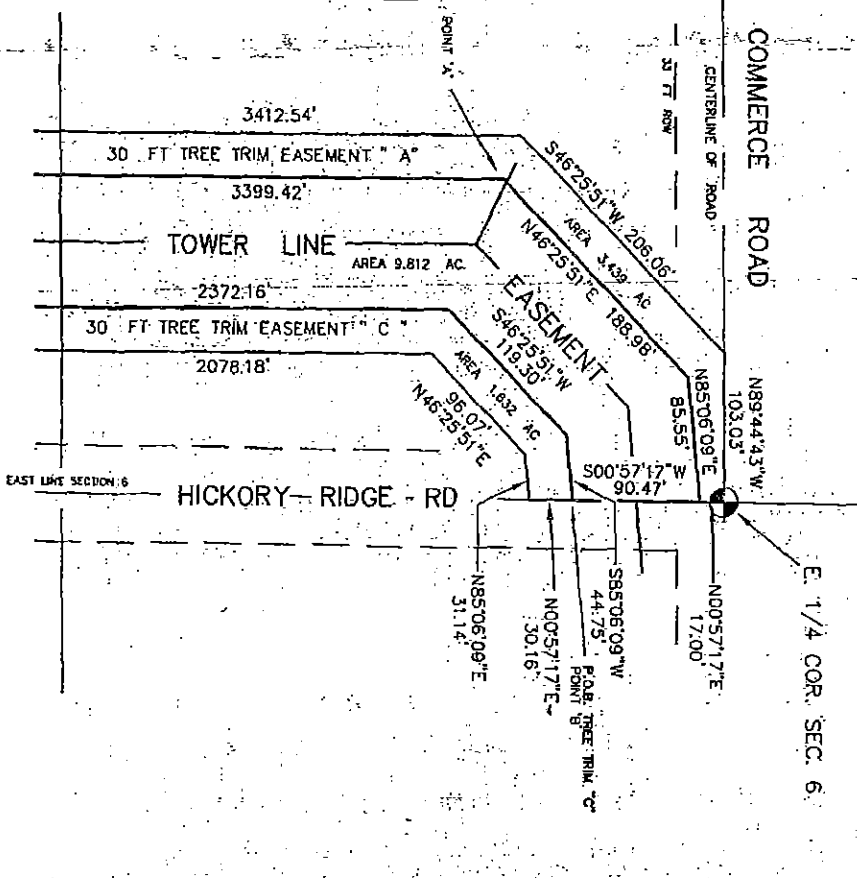 COMMERCE ROAD
CENTERLINE OF ROAD
33 FT ROW
POINT "A"
3412.54'
30 FT TREE TRIM EASEMENT " A"
3399.42'
TOWER LINE
AREA 9.812 AC.
2372.16'
30 FT TREE TRIM EASEMENT " C "
2078.18'
S46°25'51"W 206.06'
AREA 3.439 AC
N46°25'51"E 188.98'
EASEMENT
S46°25'51"W
119.30'
AREA 1.632 AC
96.07'
N46°25'51"E
N85°06'09"E
85.55'
N89°44'43"W
103.03'
S00°57'17"W
90.47'
EAST LINE SECTION 6
HICKORY RIDGE RD
E. 1/4 COR. SEC. 6
N00°57'17"E
17.00'
S85°06'09"W
44.75'
P.O.B. TREE TRIM. "C"
POINT "B"
N00°57'17"E
30.16'
N85°06'09"E
31.14'